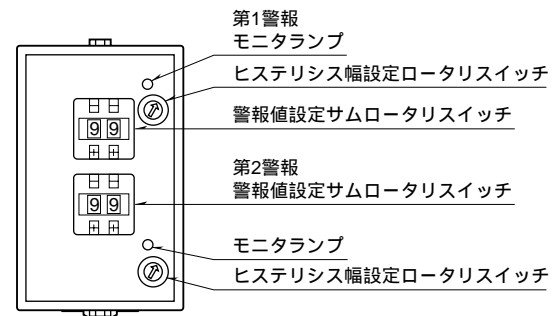 第1警報
モニタランプ
ヒステリシス幅設定ロータリスイッチ
99
警報値設定サムロータリスイッチ
第2警報
99
警報値設定サムロータリスイッチ
モニタランプ
ヒステリシス幅設定ロータリスイッチ